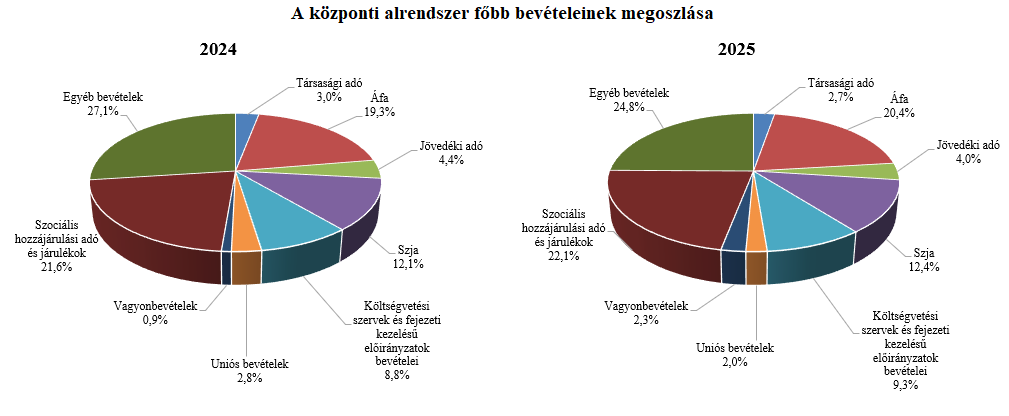 A központi alrendszer főbb bevételeinek megoszlása
2024
Társasági adó
3,0%
Áfa
19,3%
Jövedéki adó
4,4%
Szja
12,1%
Költségvetési
szervek és fejezeti
kezelésű
előirányzatok
bevételei
8,8%
Uniós bevételek
2,8%
Vagyonbevételek
0,9%
Szociális
hozzájárulási adó
és járulékok
21,6%
Egyéb bevételek
27,1%
2025
Társasági adó
2,7%
Áfa
20,4%
Jövedéki adó
4,0%
Szja
12,4%
Költségvetési
szervek és fejezeti
kezelésű
előirányzatok
bevételei
9,3%
Uniós bevételek
2,0%
Vagyonbevételek
2,3%
Szociális
hozzájárulási adó
és járulékok
22,1%
Egyéb bevételek
24,8%